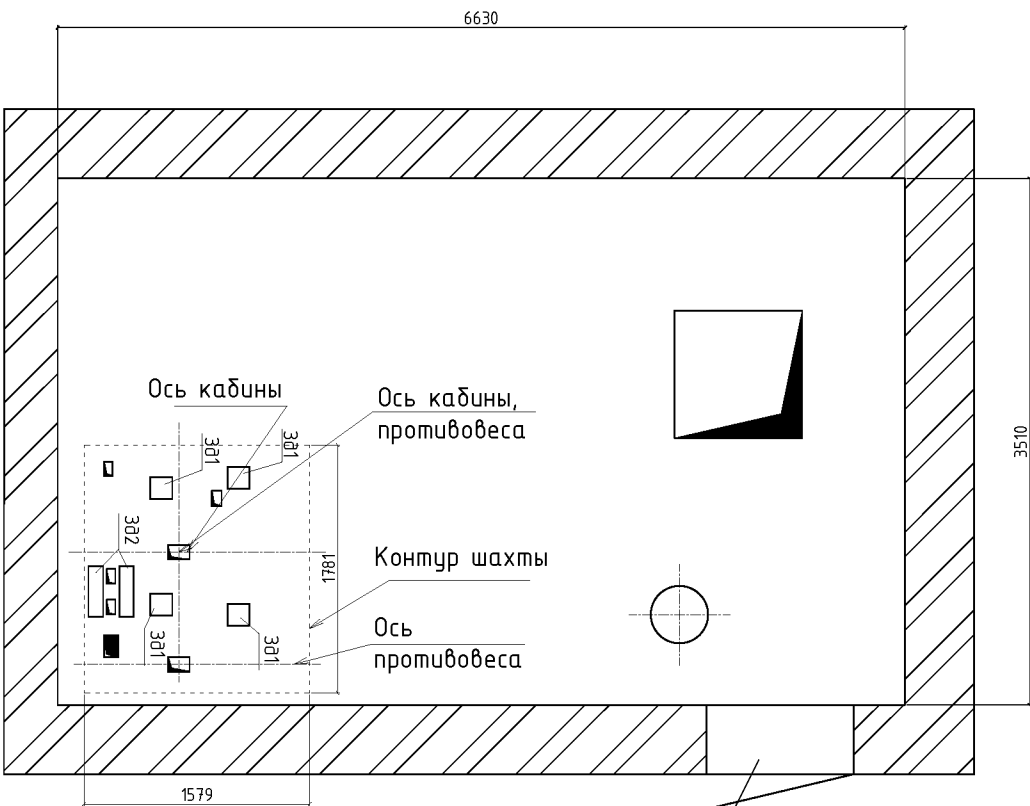 6630
Ось кабины
Ось кабины,
противовеса
3д1
3д1
3510
3д2
1781
Контур шахты
Ось
противовеса
3д1
3д1
1579